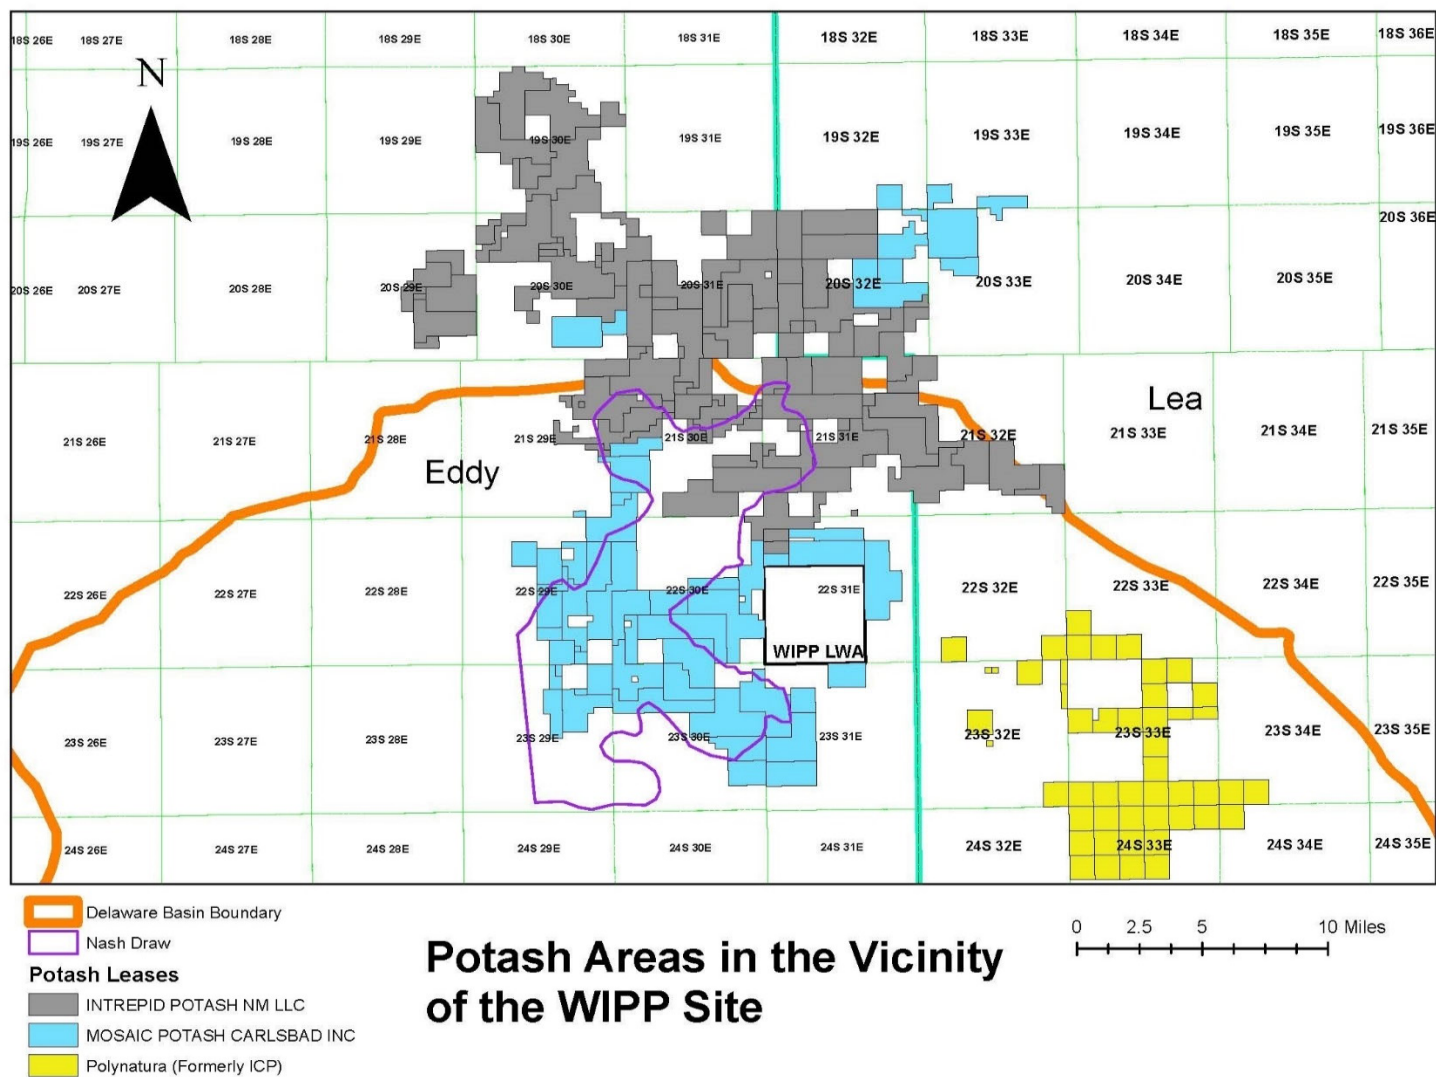 18S 26E 18S 27E 18S 28E 18S 29E 18S 30E 18S 31E 18S 32E 18S 33E 18S 34E 18S 35E 18S 36E
N
19S 26E 19S 27E 19S 28E 19S 29E 19S 30E 19S 31E 19S 32E 19S 33E 19S 34E 19S 35E 19S 36E
20S 36E
20S 26E 20S 27E 20S 28E 20S 29E 20S 30E 20S 31E 20S 32E 20S 33E 20S 34E 20S 35E
Lea
21S 26E 21S 27E 21S 28E 21S 29E 21S 30E 21S 31E 21S 32E 21S 33E 21S 34E 21S 35E
Eddy
22S 26E 22S 27E 22S 28E 22S 29E 22S 30E 22S 31E 22S 32E 22S 33E 22S 34E 22S 35E
WIPP LWA
23S 26E 23S 27E 23S 28E 23S 29E 23S 30E 23S 31E 23S 32E 23S 33E 23S 34E 23S 35E
24S 26E 24S 27E 24S 28E 24S 29E 24S 30E 24S 31E 24S 32E 24S 33E 24S 34E 24S 35E
Delaware Basin Boundary
Nash Draw
Potash Leases
INTREPID POTASH NM LLC
MOSAIC POTASH CARLSBAD INC
Polynatura (Formerly ICP)
Potash Areas in the Vicinity
of the WIPP Site
0 2.5 5 10 Miles